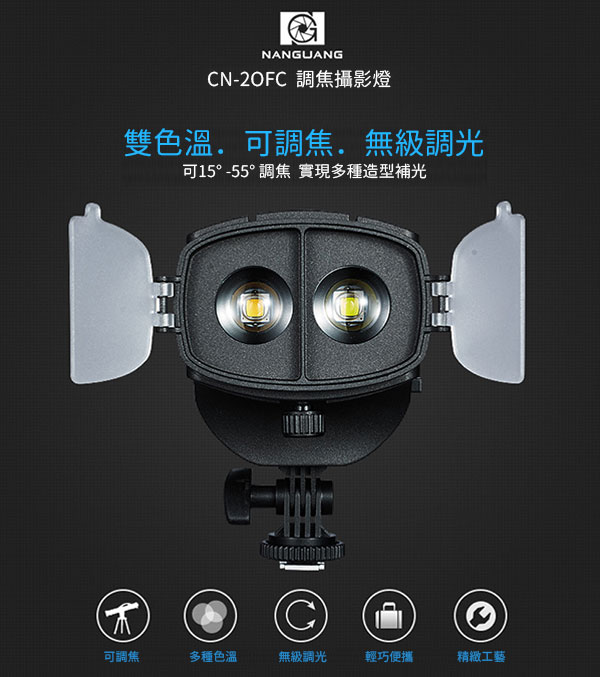 NANGUANG
CN-20FC 調焦攝影燈
雙色溫．可調焦．無級調光
可15° -55° 調焦 實現多種造型補光
可調焦
多種色溫
無級調光
輕巧便攜
精緻工藝